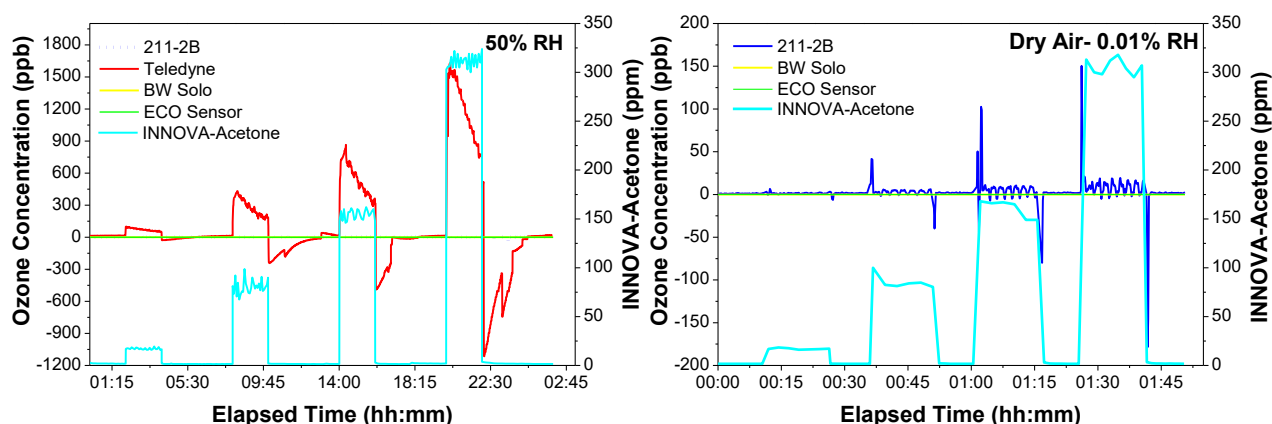 50% RH
211-2B
Teledyne
BW Solo
ECO Sensor
INNOVA-Acetone
Ozone Concentration (ppb)
1800
1500
1200
900
600
300
0
-300
-600
-900
-1200
INNOVA-Acetone (ppm)
350
300
250
200
150
100
50
0
01:15 05:30 09:45 14:00 18:15 22:30 02:45
Elapsed Time (hh:mm)
Dry Air- 0.01% RH
211-2B
BW Solo
ECO Sensor
INNOVA-Acetone
Ozone Concentration (ppb)
200
150
100
50
0
-50
-100
-150
-200
INNOVA-Acetone (ppm)
350
300
250
200
150
100
50
0
00:00 00:15 00:30 00:45 01:00 01:15 01:30 01:45
Elapsed Time (hh:mm)